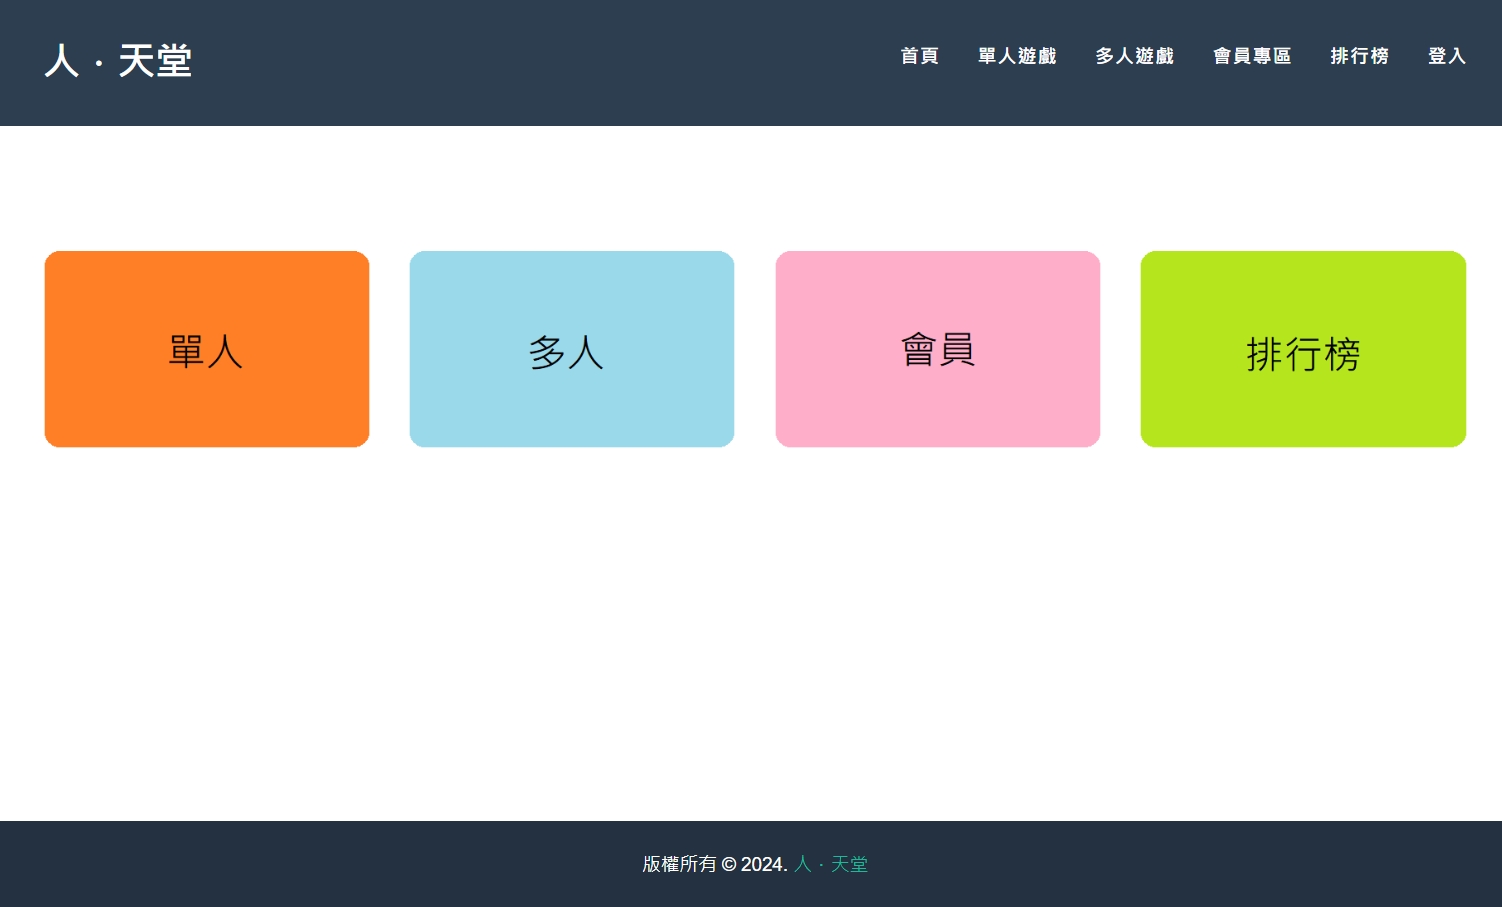 人 · 天堂
首頁 單人遊戲 多人遊戲 會員專區 排行榜 登入
單人
多人
會員
排行榜
版權所有 © 2024. 人 · 天堂